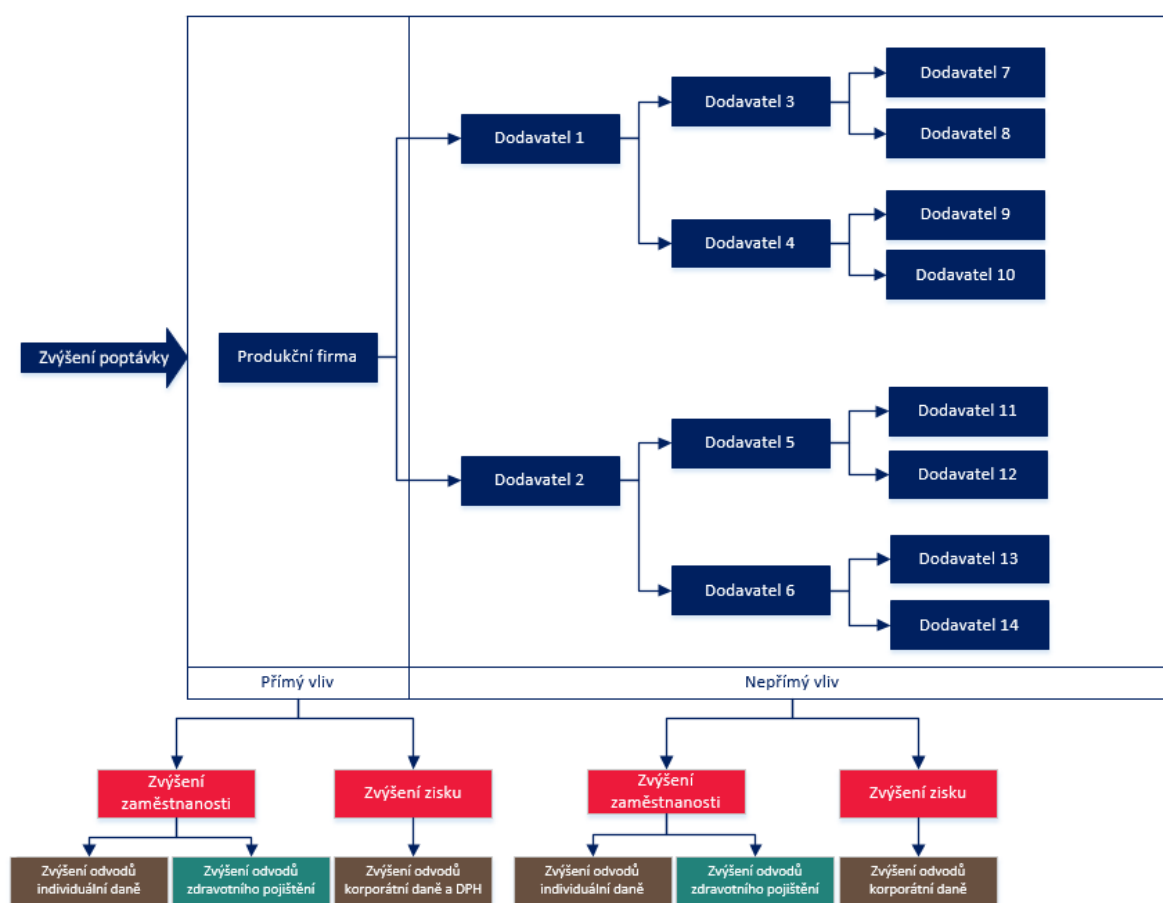 Dodavatel 7
Dodavatel 3
Dodavatel 8
Dodavatel 1
Dodavatel 9
Dodavatel 4
Dodavatel 10
Zvýšení poptávky
Produkční firma
Dodavatel 11
Dodavatel 5
Dodavatel 12
Dodavatel 2
Dodavatel 13
Dodavatel 6
Dodavatel 14
Přímý vliv
Nepřímý vliv
Zvýšení
zaměstnanosti
Zvýšení zisku
Zvýšení
zaměstnanosti
Zvýšení zisku
Zvýšení odvodů
individuální daně
Zvýšení odvodů
zdravotního pojištění
Zvýšení odvodů
korporátní daně a DPH
Zvýšení odvodů
individuální daně
Zvýšení odvodů
zdravotního pojištění
Zvýšení odvodů
korporátní daně